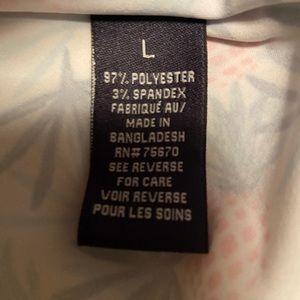 L
97% POLYESTER
3% SPANDEX
FABRIQUÉ AU/
MADE IN
BANGLADESH
RN# 75670
SEE REVERSE
FOR CARE
VOIR REVERSE
POUR LES SOINS